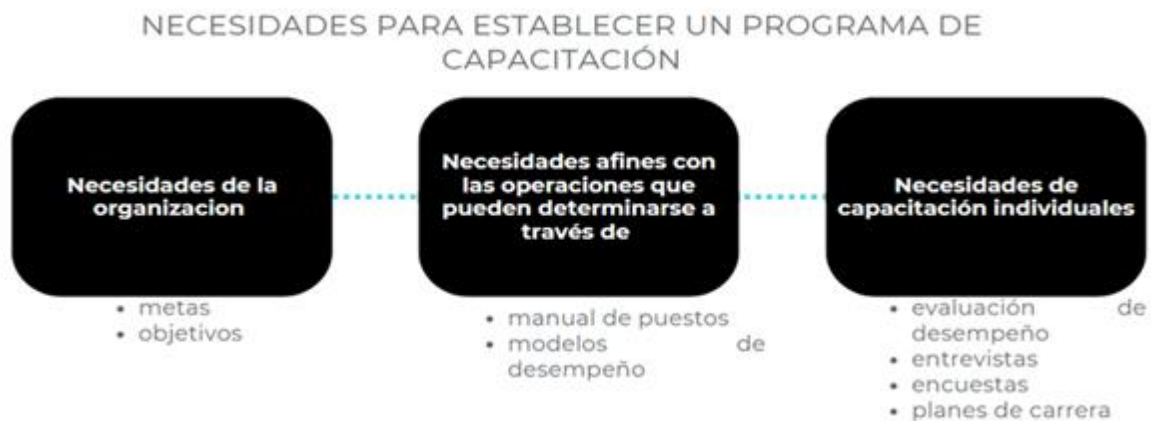 NECESIDADES PARA ESTABLECER UN PROGRAMA DE
CAPACITACIÓN
Necesidades de la
organizacion
• metas
• objetivos
Necesidades afines con
las operaciones que
pueden determinarse a
través de
• manual de puestos
• modelos de
desempeño
Necesidades de
capacitación individuales
• evaluación de
desempeño
• entrevistas
• encuestas
• planes de carrera